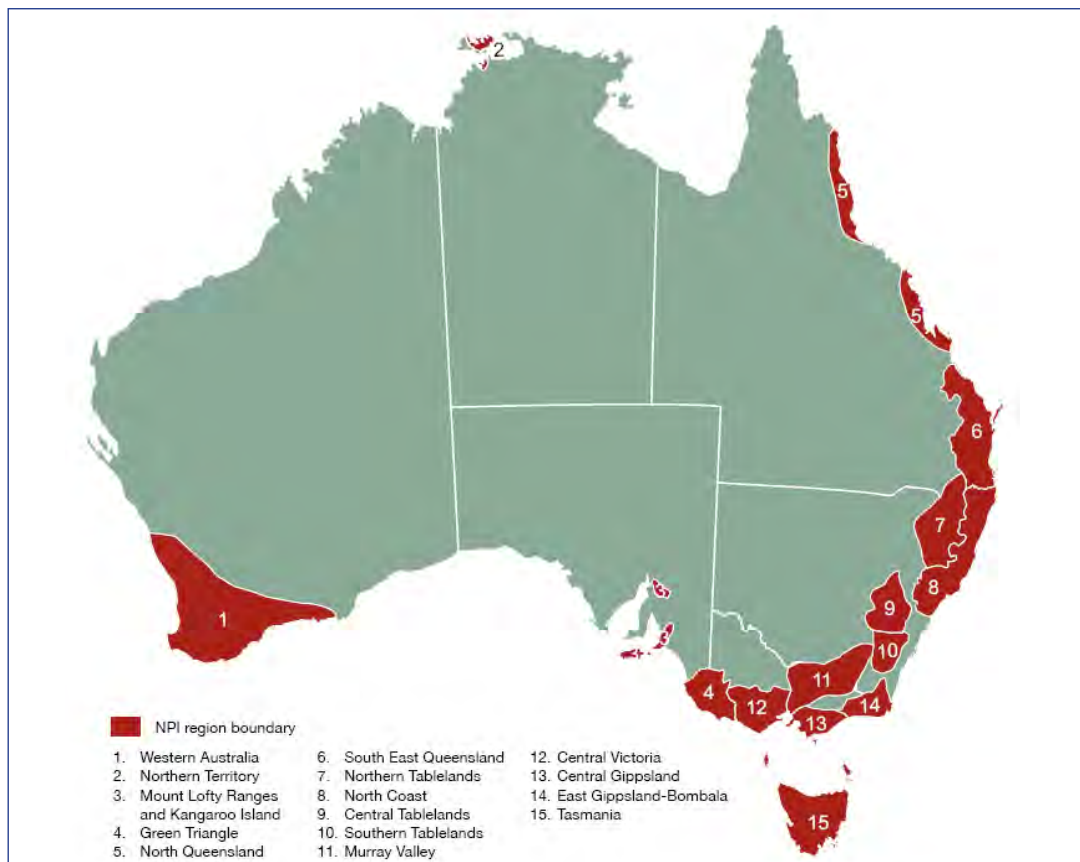 2
5
5
6
7
8
9
10
11
14
13
12
4
3
3
3
1
15
NPI region boundary
1. Western Australia
2. Northern Territory
3. Mount Lofty Ranges
and Kangaroo Island
4. Green Triangle
5. North Queensland
6. South East Queensland
7. Northern Tablelands
8. North Coast
9. Central Tablelands
10. Southern Tablelands
11. Murray Valley
12. Central Victoria
13. Central Gippsland
14. East Gippsland-Bombala
15. Tasmania